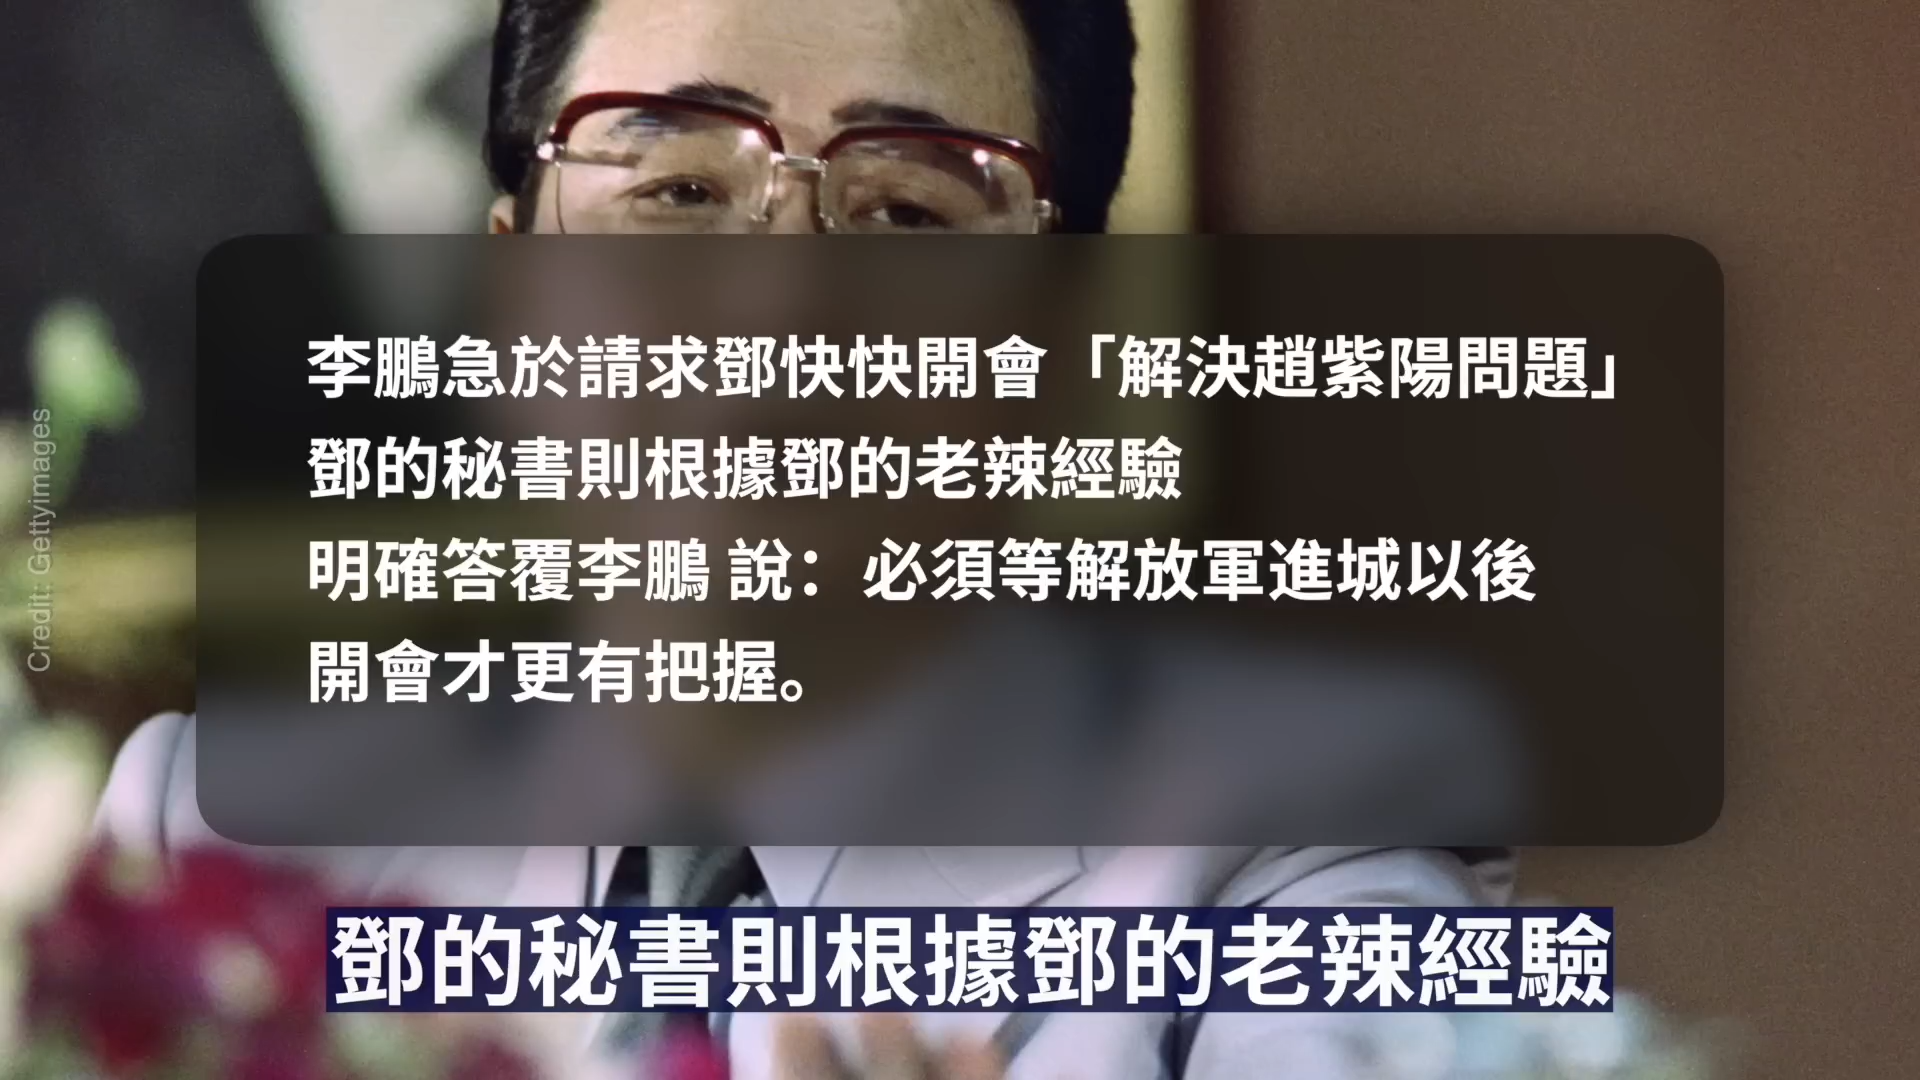 李鵬急於請求鄧快快開會「解決趙紫陽問題」
鄧的秘書則根據鄧的老辣經驗
明確答覆李鵬 說：必須等解放軍進城以後
開會才更有把握。
Credit: Gettyimages
鄧的秘書則根據鄧的老辣經驗